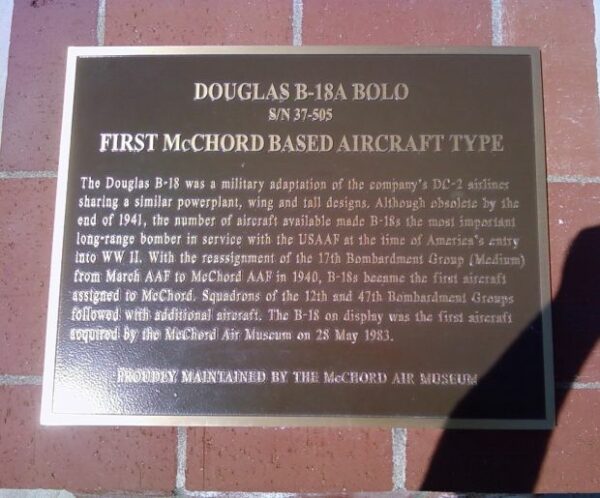 DOUGLAS B-18A BOLO
S/N 37-505
FIRST McCHORD BASED AIRCRAFT TYPE
The Douglas B-18 was a military adaptation of the company's DC-2 airliner
sharing a similar powerplant, wing and tail designs. Although obsolete by the
end of 1941, the number of aircraft available made B-18s the most important
long-range bomber in service with the USAAF at the time of America's entry
into WW II. With the reassignment of the 17th Bombardment Group (Medium)
from March AAF to McChord AAF in 1940, B-18s became the first aircraft
assigned to McChord. Squadrons of the 12th and 47th Bombardment Groups
followed with additional aircraft. The B-18 on display was the first aircraft
acquired by the McChord Air Museum on 28 May 1983.
PROUDLY MAINTAINED BY THE McCHORD AIR MUSEUM